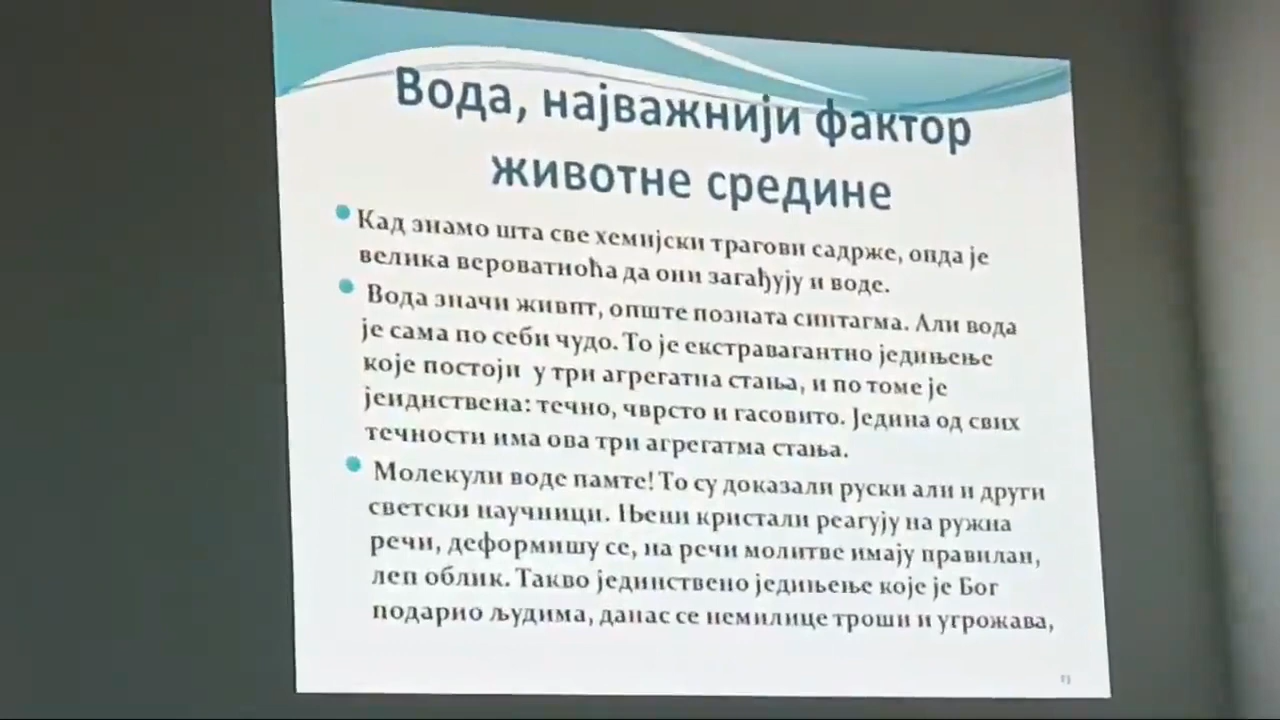 Вода, најважнији фактор
животне средине
Кад знамо шта све хемијски трагови садрже, онда је
велика вероватноћа да они загађују и воде.
Вода значи живпт, опште позната синтагма. Али вода
је сама по себи чудо. То је екстравагантно једињење
које постоји у три агрегатна стања, и по томе је
јеиднствена: течно, чврсто и гасовито. Једина од свих
течности има ова три агрегатма стања.
Молекули воде памте! То су доказали руски али и други
светски научници. Њени кристали реагују на ружна
речи, деформишу се, на речи молитве имају правилан,
леп облик. Такво јединствено једињење које је Бог
подарио људима, данас се немилице троши и угрожава,